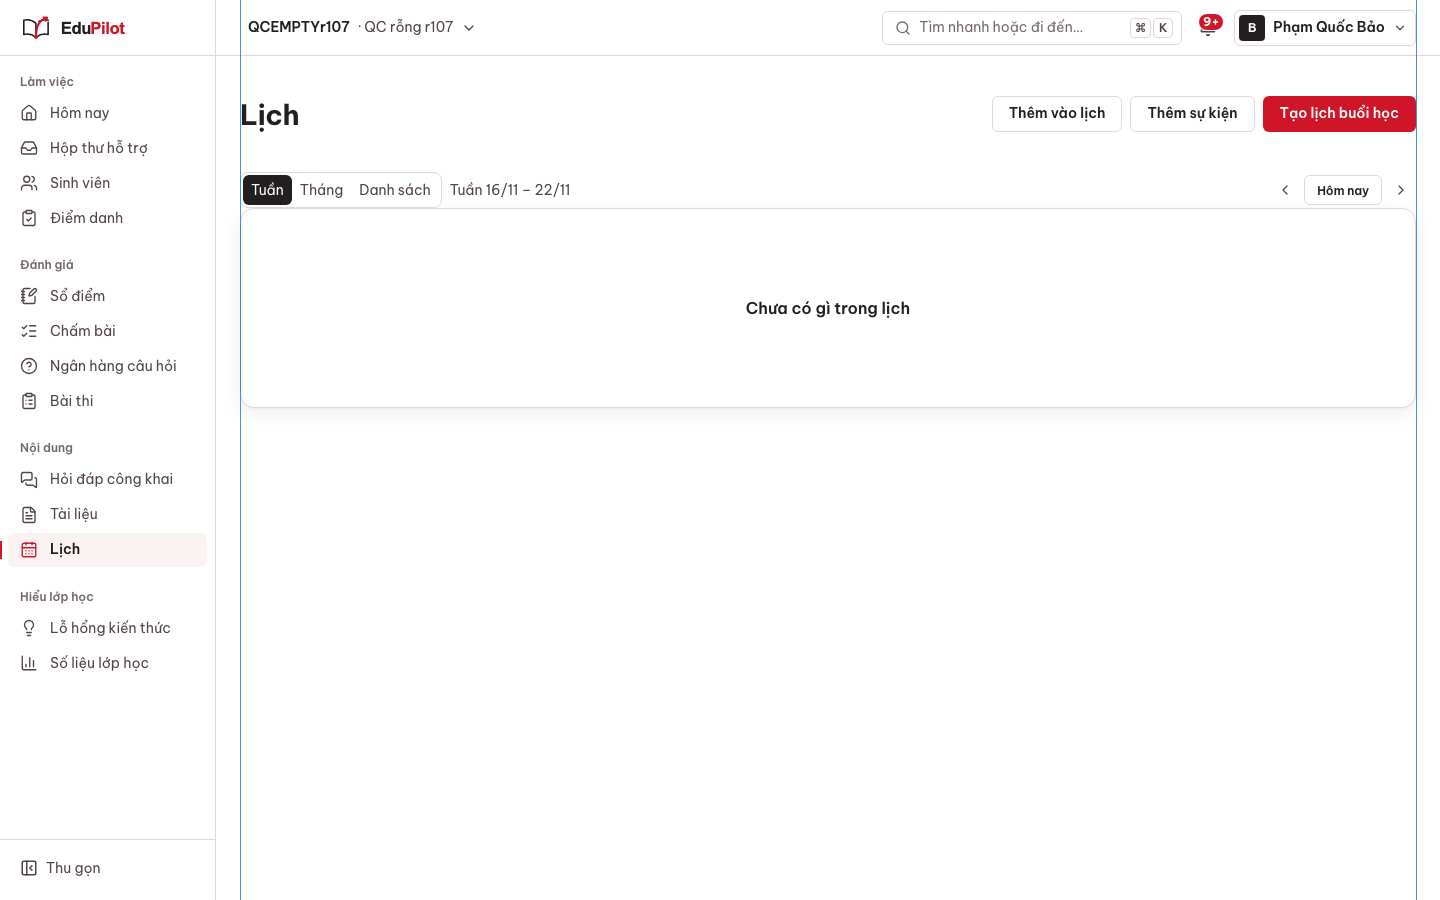 EduPilot
QCEMPTYr107 · QC rỗng r107
Tìm nhanh hoặc đi đến... ⌘ K
9+
B Phạm Quốc Bảo
Làm việc
Hôm nay
Hộp thư hỗ trợ
Sinh viên
Điểm danh
Đánh giá
Sổ điểm
Chấm bài
Ngân hàng câu hỏi
Bài thi
Nội dung
Hỏi đáp công khai
Tài liệu
Lịch
Hiểu lớp học
Lỗ hổng kiến thức
Số liệu lớp học
Thu gọn
Lịch
Thêm vào lịch Thêm sự kiện Tạo lịch buổi học
Tuần Tháng Danh sách Tuần 16/11 – 22/11
Hôm nay
Chưa có gì trong lịch